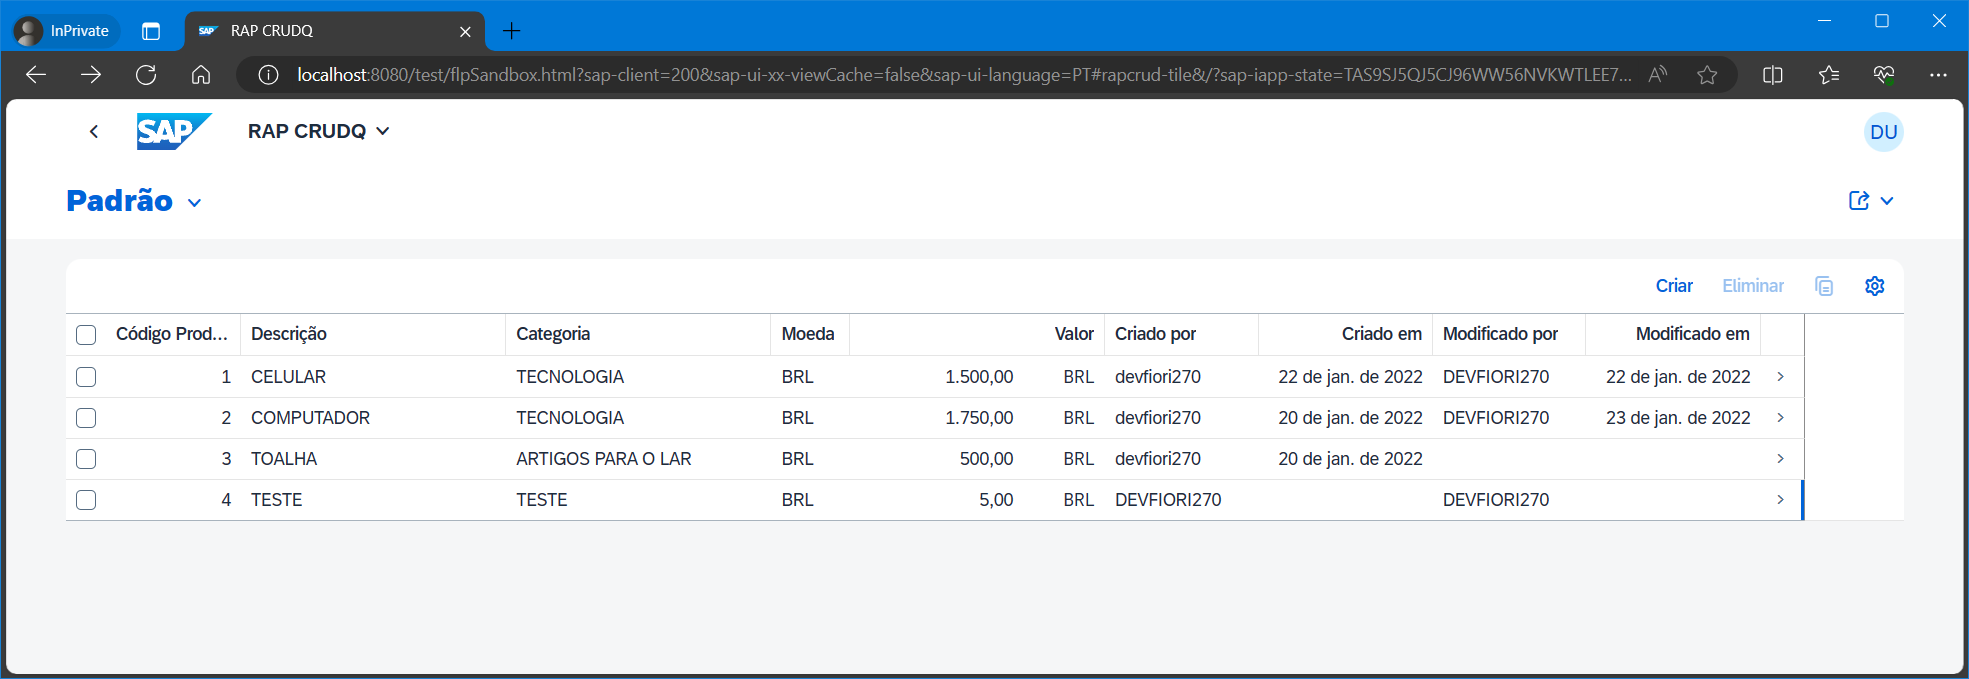 InPrivate
SAP RAP CRUDQ
localhost:8080/test/flpSandbox.html?sap-client=200&sap-ui-xx-viewCache=false&sap-ui-language=PT#rapcrud-tile&/?sap-iapp-state=TAS9SJ5QJ5CJ96WW56NVKWTLEE7...
SAP RAP CRUDQ DU
Padrão
Criar Eliminar
Código Prod... Descrição Categoria Moeda Valor Criado por Criado em Modificado por Modificado em
1 CELULAR TECNOLOGIA BRL 1.500,00 BRL devfiori270 22 de jan. de 2022 DEVFIORI270 22 de jan. de 2022
2 COMPUTADOR TECNOLOGIA BRL 1.750,00 BRL devfiori270 20 de jan. de 2022 DEVFIORI270 23 de jan. de 2022
3 TOALHA ARTIGOS PARA O LAR BRL 500,00 BRL devfiori270 20 de jan. de 2022
4 TESTE TESTE BRL 5,00 BRL DEVFIORI270 DEVFIORI270